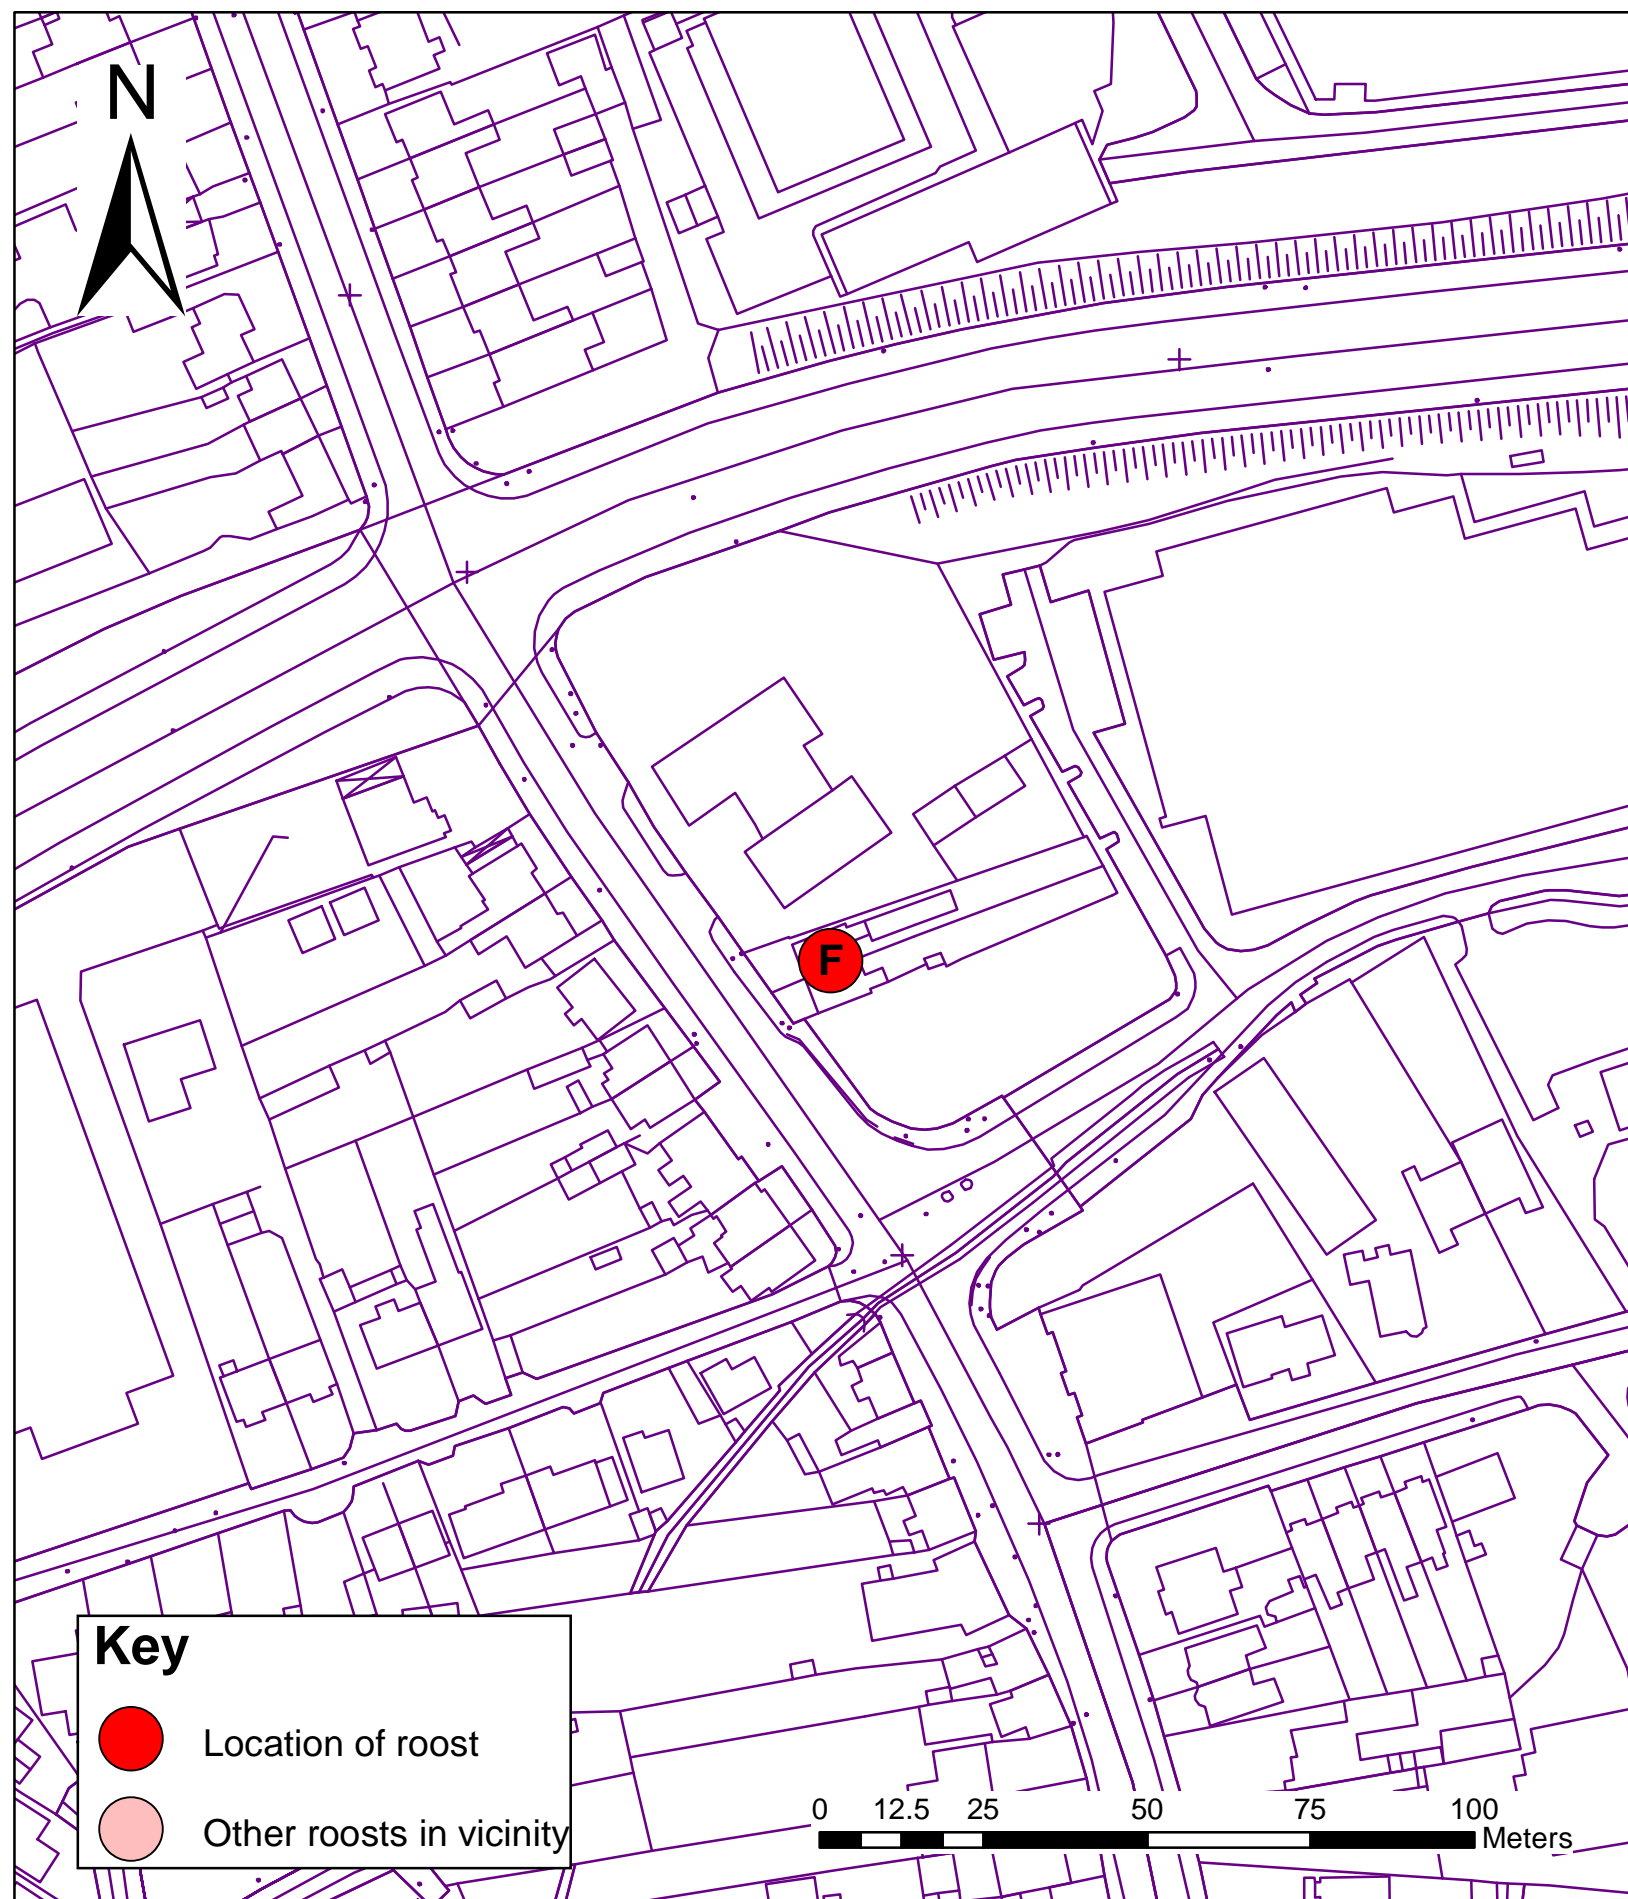 N
F
Key
Location of roost
Other roosts in vicinity
0 12.5 25 50 75 100
Meters